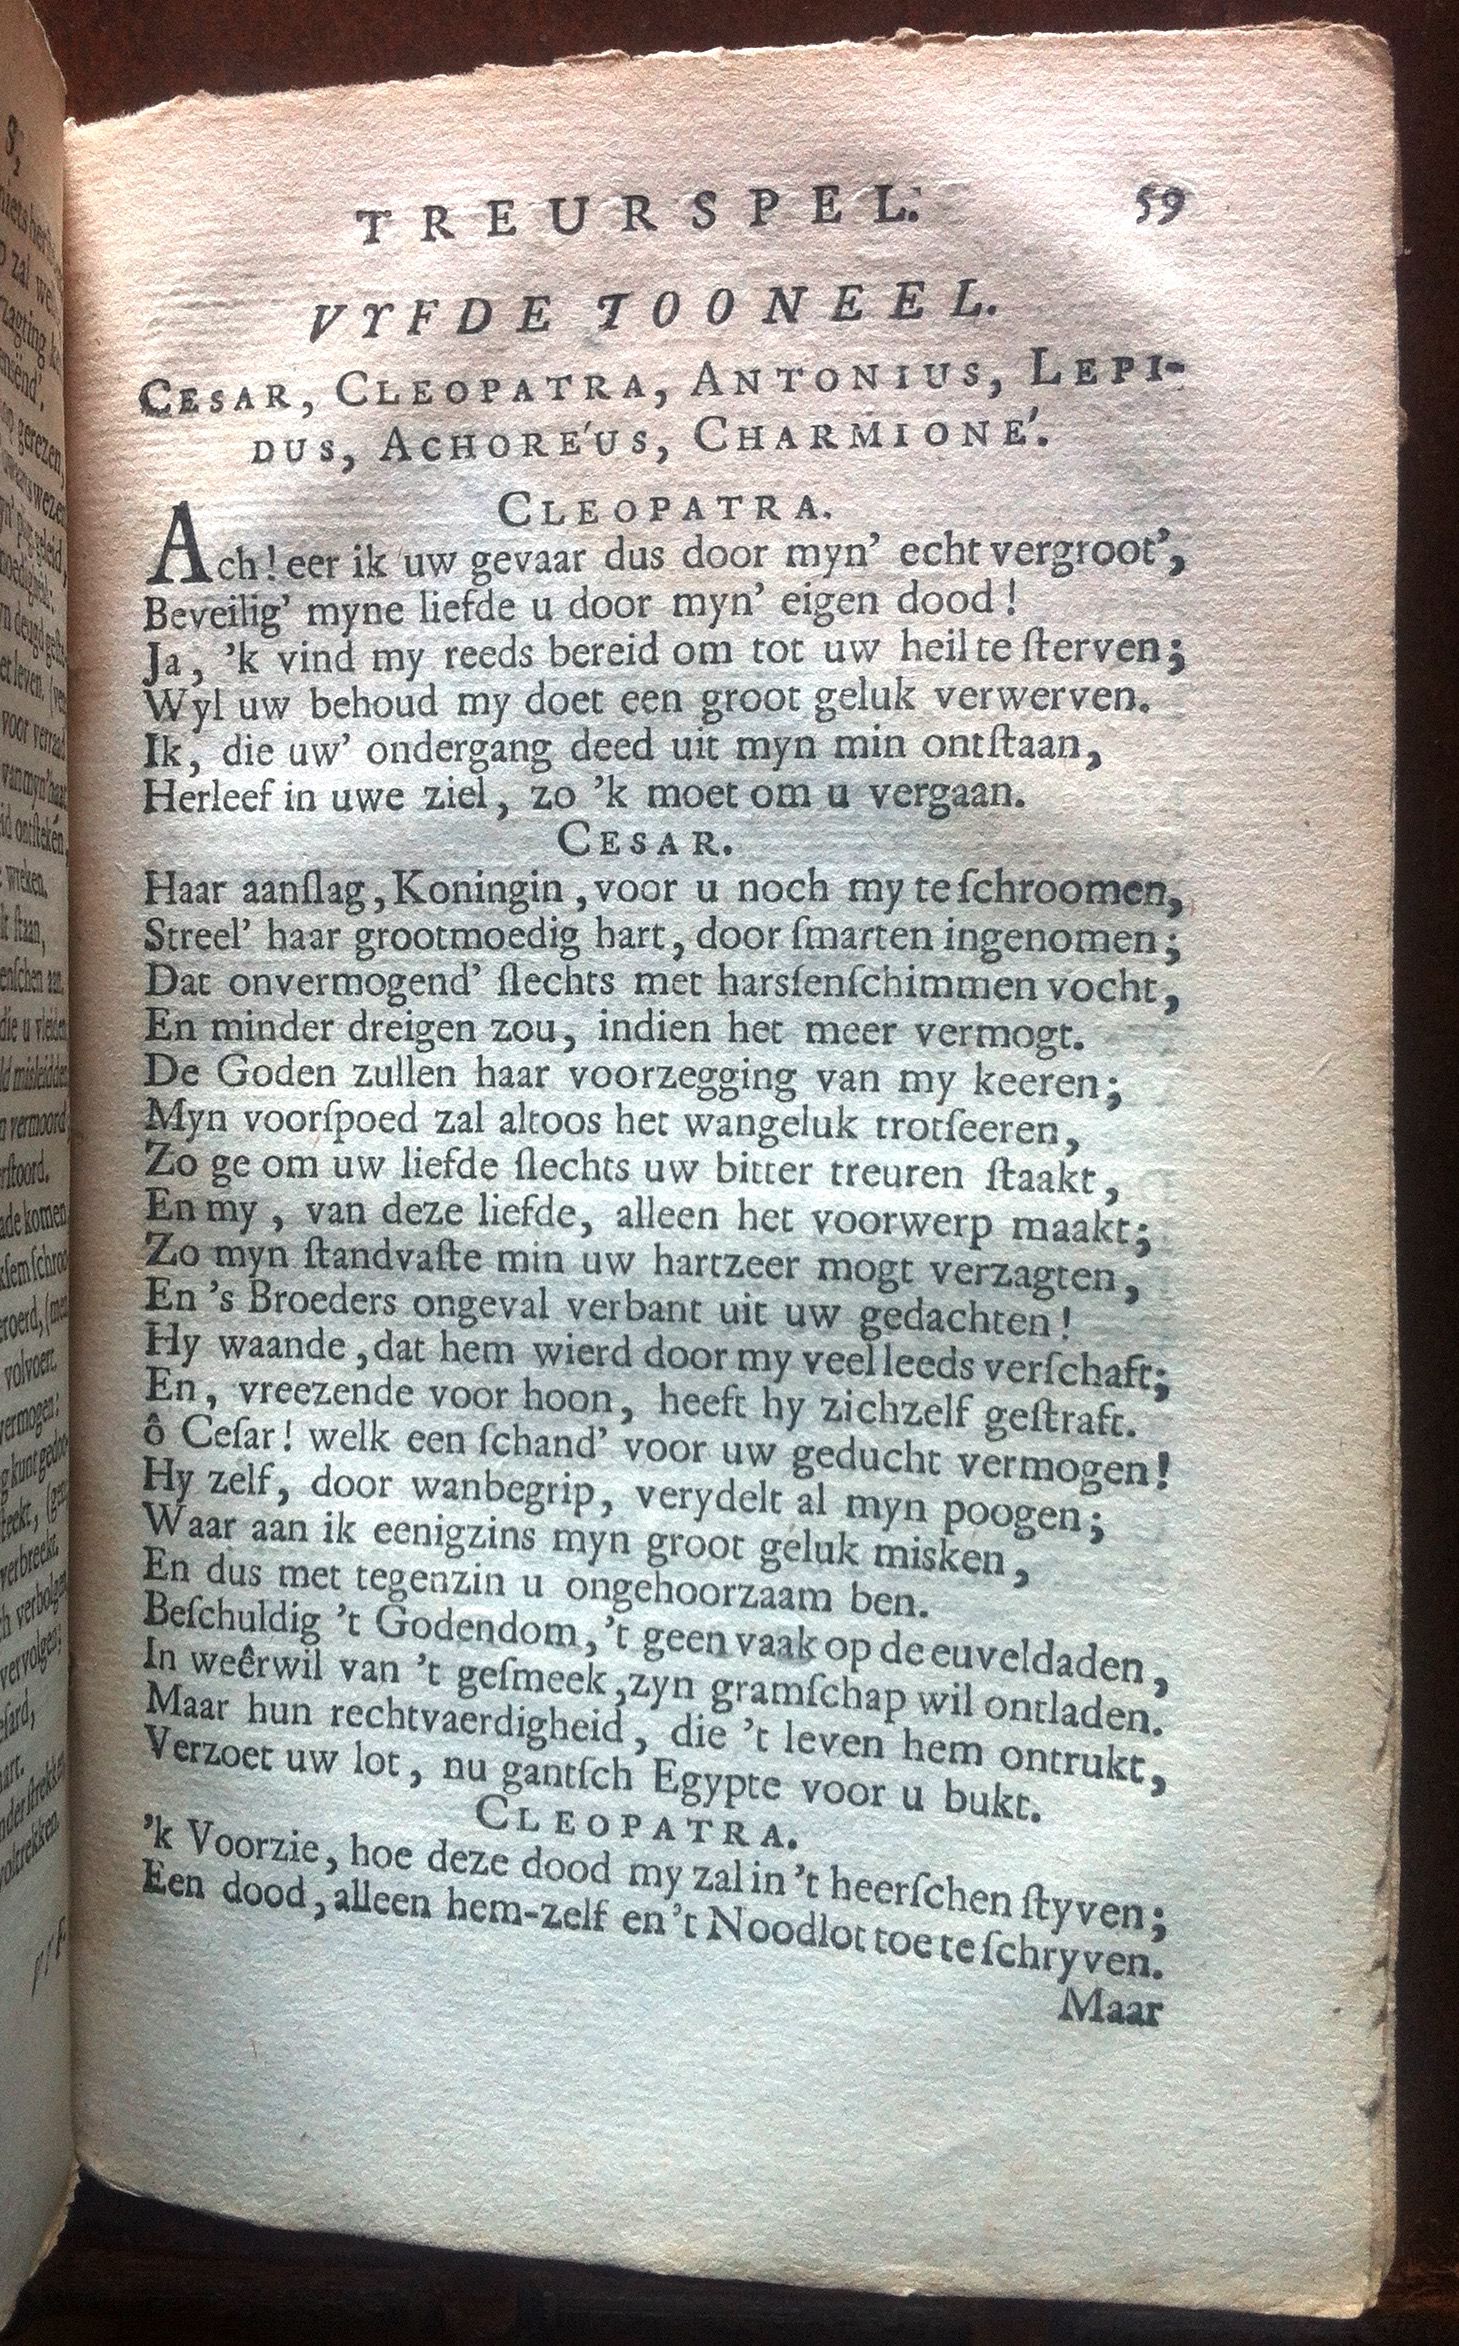 TREURSPEL. 59
VYFDE TOONEEL.
CESAR, CLEOPATRA, ANTONIUS, LEPI-
DUS, ACHORE'US, CHARMIONE'.
CLEOPATRA.
Ach! eer ik uw gevaar dus door myn' echt vergroot',
Beveilig' myne liefde u door myn' eigen dood!
Ja, 'k vind my reeds bereid om tot uw heil te ſterven;
Wyl uw behoud my doet een groot geluk verwerven.
Ik, die uw' ondergang deed uit myn min ontſtaan,
Herleef in uwe ziel, zo 'k moet om u vergaan.
CESAR.
Haar aanſlag, Koningin, voor u noch my te ſchroomen,
Streel' haar grootmoedig hart, door ſmarten ingenomen;
Dat onvermogend' ſlechts met harsſenſchimmen vocht,
En minder dreigen zou, indien het meer vermogt.
De Goden zullen haar voorzegging van my keeren;
Myn voorſpoed zal altoos het wangeluk trotſeeren,
Zo ge om uw liefde ſlechts uw bitter treuren ſtaakt,
En my, van deze liefde, alleen het voorwerp maakt;
Zo myn ſtandvaſte min uw hartzeer mogt verzagten,
En 's Broeders ongeval verbant uit uw gedachten!
Hy waande, dat hem wierd door my veel leeds verſchaft;
En, vreezende voor hoon, heeft hy zichzelf geſtraft.
ô Ceſar! welk een ſchand' voor uw geducht vermogen!
Hy zelf, door wanbegrip, verydelt al myn poogen;
Waar aan ik eenigzins myn groot geluk misken,
En dus met tegenzin u ongehoorzaam ben.
Beſchuldig 't Godendom, 't geen vaak op de euveldaden,
In weêrwil van 't geſmeek, zyn gramſchap wil ontladen.
Maar hun rechtvaerdigheid, die 't leven hem ontrukt,
Verzoet uw lot, nu gantſch Egypte voor u bukt.
CLEOPATRA.
'k Voorzie, hoe deze dood my zal in 't heerſchen ſtyven;
Een dood, alleen hem-zelf en 't Noodlot toe te ſchryven.
Maar